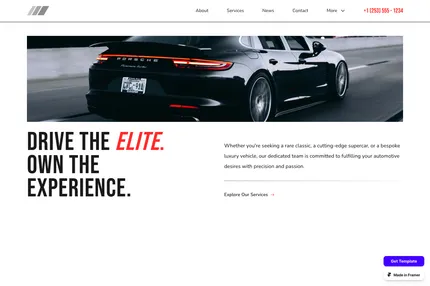 About
Services
News
Contact
More
+1 (253) 555 - 1234
PORSCHE
DRIVE THE ELITE.
OWN THE
EXPERIENCE.
Whether you're seeking a rare classic, a cutting-edge supercar, or a bespoke
luxury vehicle, our dedicated team is committed to fulfilling your automotive
desires with precision and passion.
Explore Our Services
Get Template
Made in Framer